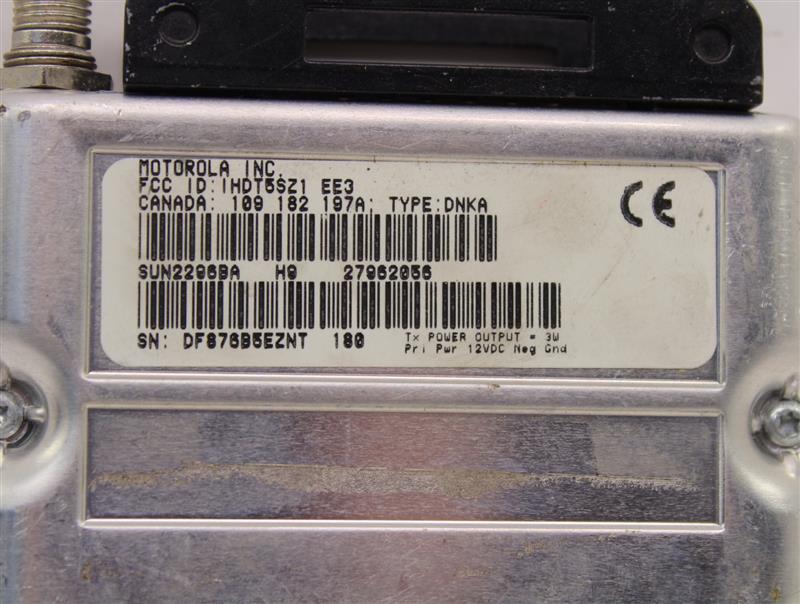 MOTOROLA INC.
FCC ID:IHDT5SZ1 EE3
CANADA: 109 182 197A; TYPE:DNKA
CE
SUN2296BA H9 27962056
SN: DF876B5EZNT 180
Tx POWER OUTPUT = 3W
Pri Pwr 12VDC Neg Gnd